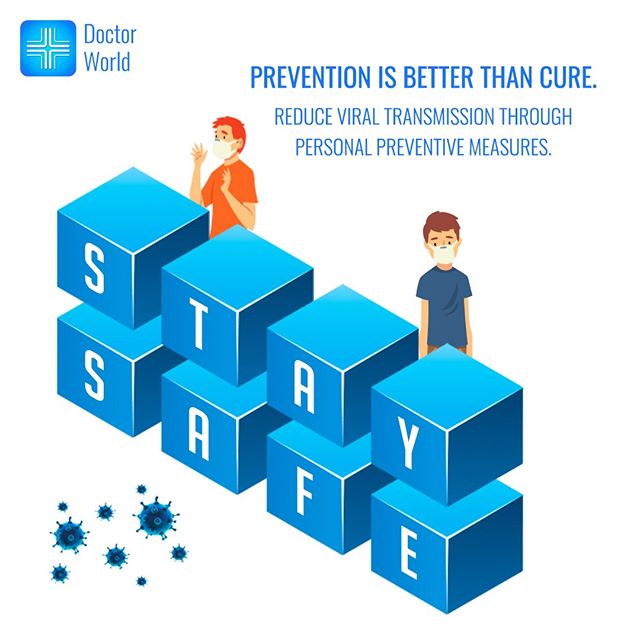 Doctor
World
PREVENTION IS BETTER THAN CURE.
REDUCE VIRAL TRANSMISSION THROUGH
PERSONAL PREVENTIVE MEASURES.
STAY
SAFE